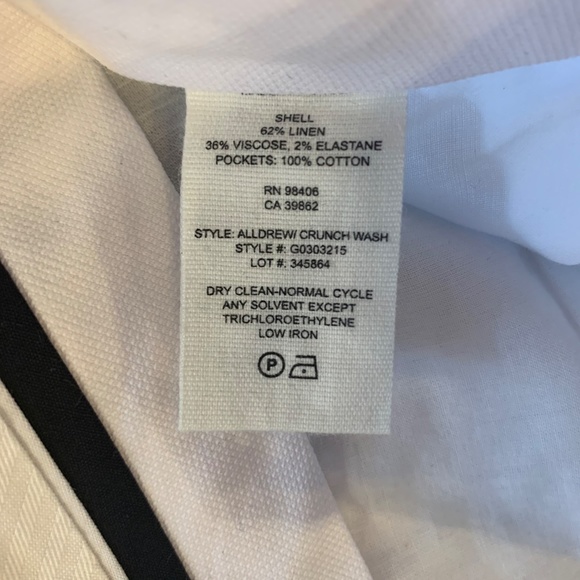 SHELL
62% LINEN
36% VISCOSE, 2% ELASTANE
POCKETS: 100% COTTON
RN 98406
CA 39862
STYLE: ALLDREW/ CRUNCH WASH
STYLE #: G0303215
LOT #: 345864
DRY CLEAN-NORMAL CYCLE
ANY SOLVENT EXCEPT
TRICHLOROETHYLENE
LOW IRON
P